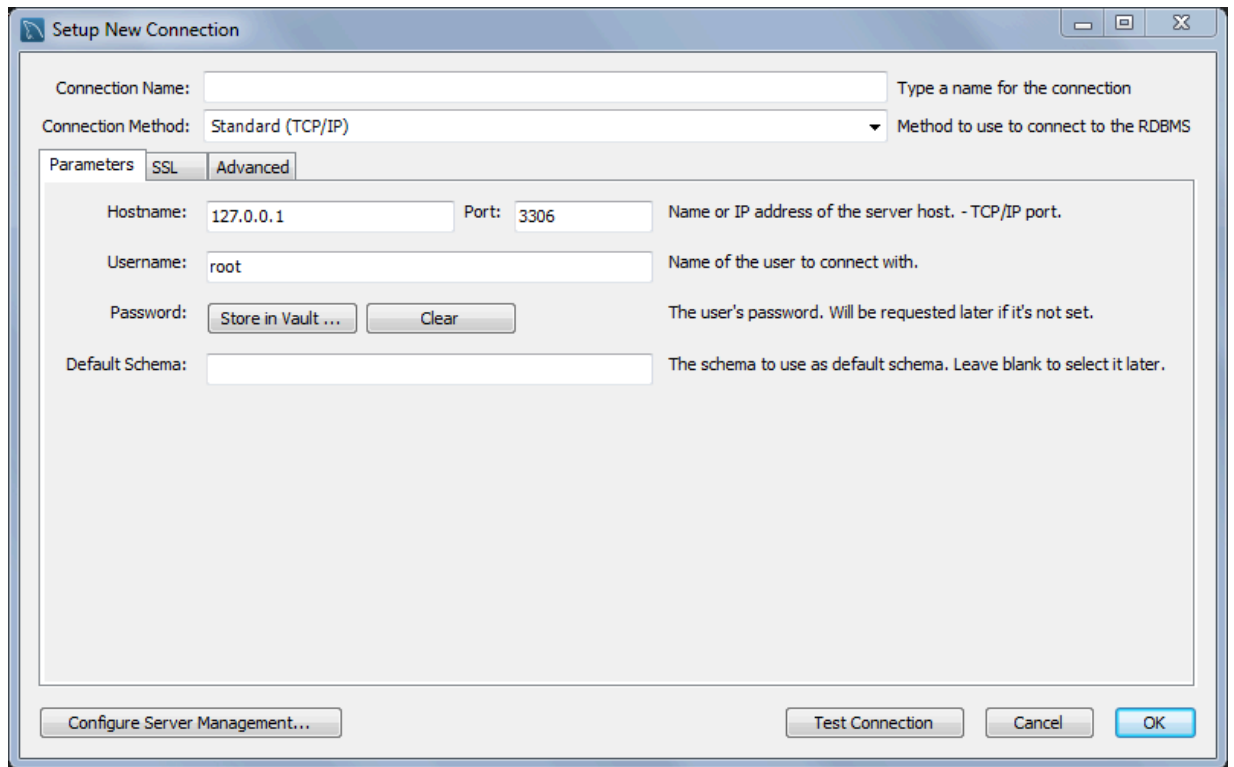 Setup New Connection
Connection Name: Type a name for the connection
Connection Method: Standard (TCP/IP) Method to use to connect to the RDBMS
Parameters SSL Advanced
Hostname: 127.0.0.1 Port: 3306 Name or IP address of the server host. - TCP/IP port.
Username: root Name of the user to connect with.
Password: Store in Vault ... Clear The user's password. Will be requested later if it's not set.
Default Schema: The schema to use as default schema. Leave blank to select it later.
Configure Server Management... Test Connection Cancel OK